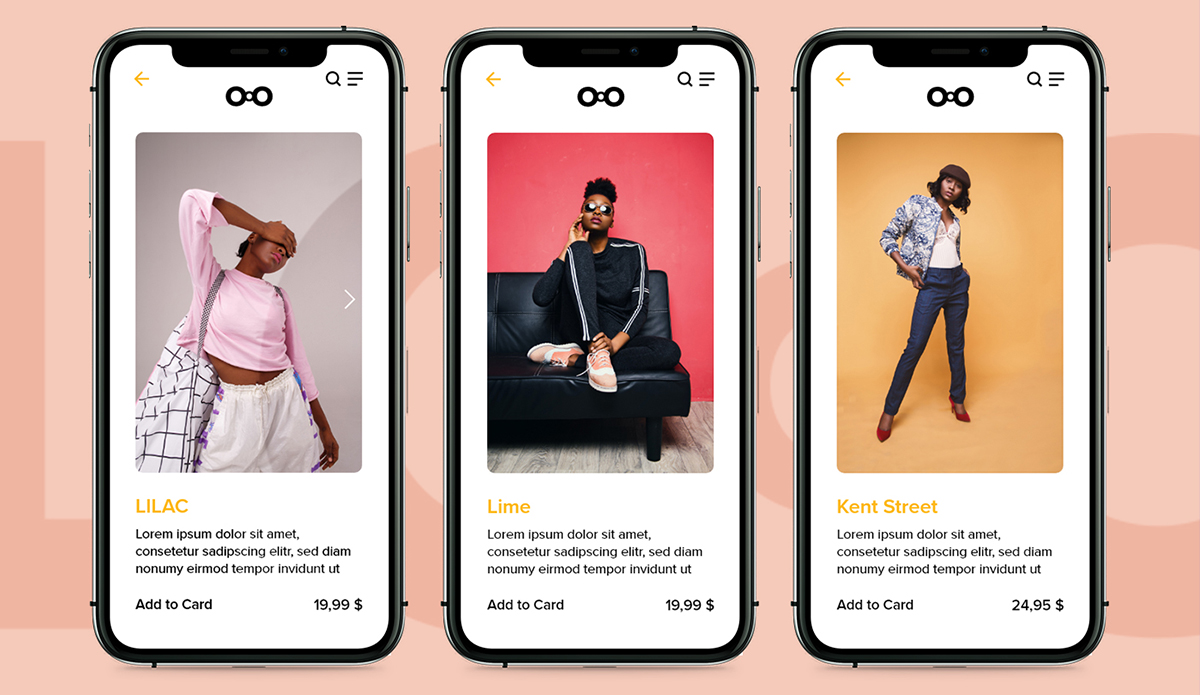 LILAC
Lorem ipsum dolor sit amet,
consetetur sadipscing elitr, sed diam
nonumy eirmod tempor invidunt ut
Add to Card 19,99 $
Lime
Lorem ipsum dolor sit amet,
consetetur sadipscing elitr, sed diam
nonumy eirmod tempor invidunt ut
Add to Card 19,99 $
Kent Street
Lorem ipsum dolor sit amet,
consetetur sadipscing elitr, sed diam
nonumy eirmod tempor invidunt ut
Add to Card 24,95 $